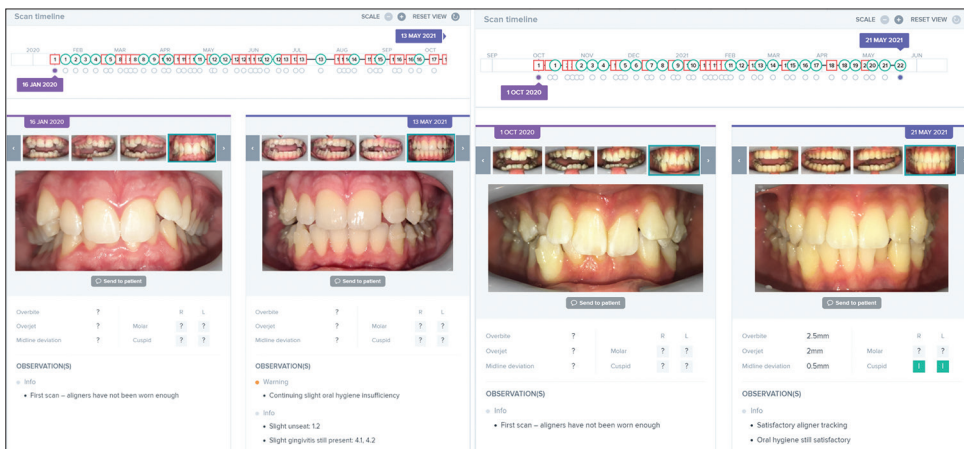 Scan timeline
SCALE
RESET VIEW
13 MAY 2021
2020 FEB MAR APR MAY JUN JUL AUG SEP OCT
16 JAN 2020
16 JAN 2020
Send to patient
Overbite ?
Overjet ? Molar ? ?
Midline deviation ? Cuspid ? ?
R L
OBSERVATION(S)
Info
• First scan – aligners have not been worn enough
13 MAY 2021
Send to patient
Overbite ?
Overjet ? Molar ? ?
Midline deviation ? Cuspid ? ?
R L
OBSERVATION(S)
Warning
• Continuing slight oral hygiene insufficiency
Info
• Slight unseat: 1.2
• Slight gingivitis still present: 4.1, 4.2
Scan timeline
SCALE
RESET VIEW
21 MAY 2021
SEP OCT NOV DEC 2021 FEB MAR APR MAY JUN
1 OCT 2020
1 OCT 2020
Send to patient
R L
Overbite ?
Overjet ? Molar ? ?
Midline deviation ? Cuspid ? ?
OBSERVATION(S)
Info
• First scan – aligners have not been worn enough
21 MAY 2021
Send to patient
R L
Overbite 2.5mm
Overjet 2mm Molar ? ?
Midline deviation 0.5mm Cuspid I I
OBSERVATION(S)
Info
• Satisfactory aligner tracking
• Oral hygiene still satisfactory